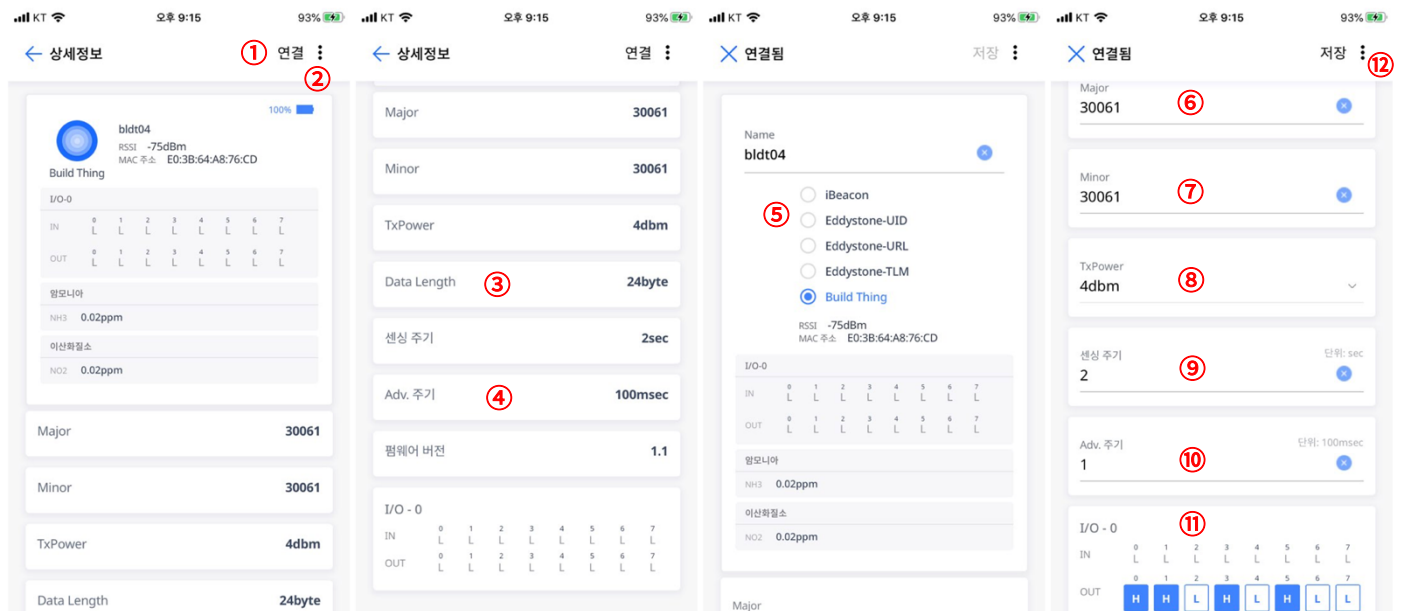 KT 오후 9:15 93%
상세정보 ① 연결 ②
100%
bldt04
RSSI -75dBm
MAC 주소 E0:3B:64:A8:76:CD
Build Thing
I/O-0
0 1 2 3 4 5 6 7
IN L L L L L L L L
0 1 2 3 4 5 6 7
OUT L L L L L L L L
암모니아
NH3 0.02ppm
이산화질소
NO2 0.02ppm
Major 30061
Minor 30061
TxPower 4dbm
Data Length 24byte
KT 오후 9:15 93%
상세정보 연결
Major 30061
Minor 30061
TxPower 4dbm
Data Length ③ 24byte
센싱 주기 2sec
Adv. 주기 ④ 100msec
펌웨어 버전 1.1
I/O - 0
0 1 2 3 4 5 6 7
IN L L L L L L L L
0 1 2 3 4 5 6 7
OUT L L L L L L L L
KT 오후 9:15 93%
연결됨 저장
Name
bldt04
iBeacon
⑤ Eddystone-UID
Eddystone-URL
Eddystone-TLM
Build Thing
RSSI -75dBm
MAC 주소 E0:3B:64:A8:76:CD
I/O-0
0 1 2 3 4 5 6 7
IN L L L L L L L L
0 1 2 3 4 5 6 7
OUT L L L L L L L L
암모니아
NH3 0.02ppm
이산화질소
NO2 0.02ppm
Major
KT 오후 9:15 93%
연결됨 저장 ⑫
Major
30061 ⑥
Minor
30061 ⑦
TxPower
4dbm ⑧
센싱 주기 단위: sec
2 ⑨
Adv. 주기 단위: 100msec
1 ⑩
I/O - 0 ⑪
0 1 2 3 4 5 6 7
IN L L L L L L L L
0 1 2 3 4 5 6 7
OUT H H L H L H L L